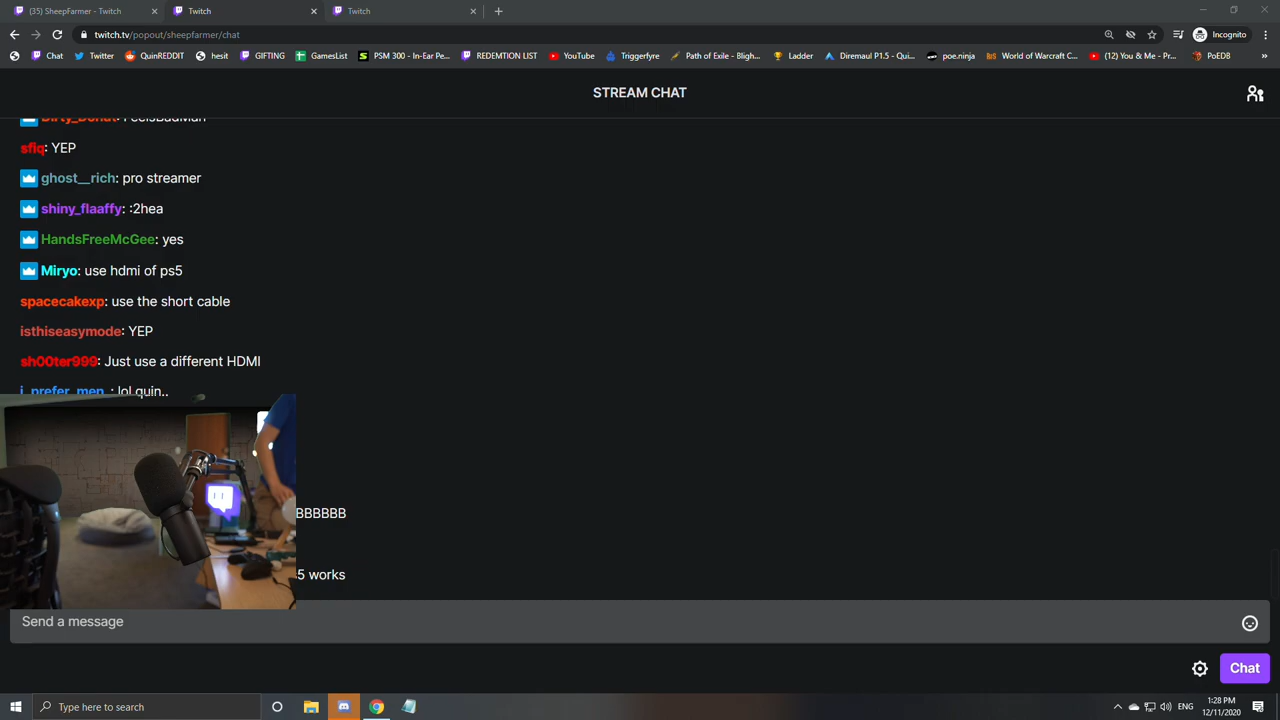 (35) SheepFarmer - Twitch
Twitch
Twitch
twitch.tv/popout/sheepfarmer/chat
Incognito
Chat
Twitter
QuinREDDIT
hesit
GIFTING
GamesList
PSM 300 - In-Ear Pe...
REDEMTION LIST
YouTube
Triggerfyre
Path of Exile - Bligh...
Ladder
Diremaul P1.5 - Qui...
poe.ninja
World of Warcraft C...
(12) You & Me - Pr...
PoEDB
»
STREAM CHAT
Dirty_Donut: FeelsBadMan
sfiq: YEP
ghost__rich: pro streamer
shiny_flaaffy: :2hea
HandsFreeMcGee: yes
Miryo: use hdmi of ps5
spacecakexp: use the short cable
isthiseasymode: YEP
sh00ter999: Just use a different HDMI
i_prefer_men_: lol quin..
BBBBBB
5 works
Send a message
Chat
Type here to search
ENG
1:28 PM
12/11/2020